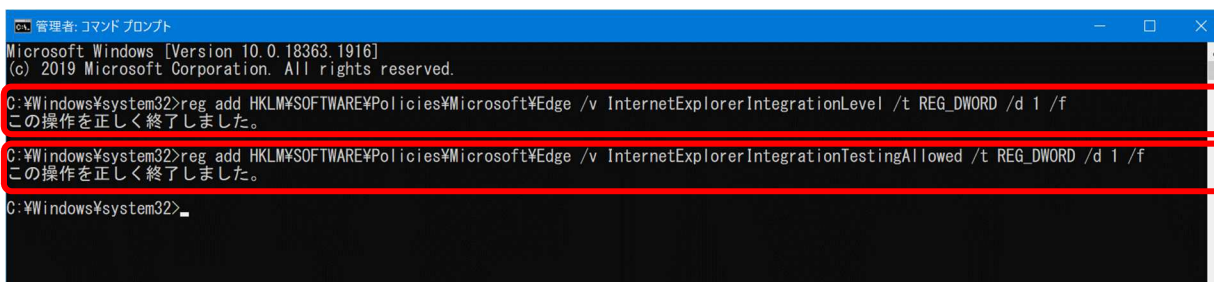 管理者: コマンド プロンプト
Microsoft Windows [Version 10.0.18363.1916]
(c) 2019 Microsoft Corporation. All rights reserved.
C:¥Windows¥system32>reg add HKLM¥SOFTWARE¥Policies¥Microsoft¥Edge /v InternetExplorerIntegrationLevel /t REG_DWORD /d 1 /f
この操作を正しく終了しました。
C:¥Windows¥system32>reg add HKLM¥SOFTWARE¥Policies¥Microsoft¥Edge /v InternetExplorerIntegrationTestingAllowed /t REG_DWORD /d 1 /f
この操作を正しく終了しました。
C:¥Windows¥system32>